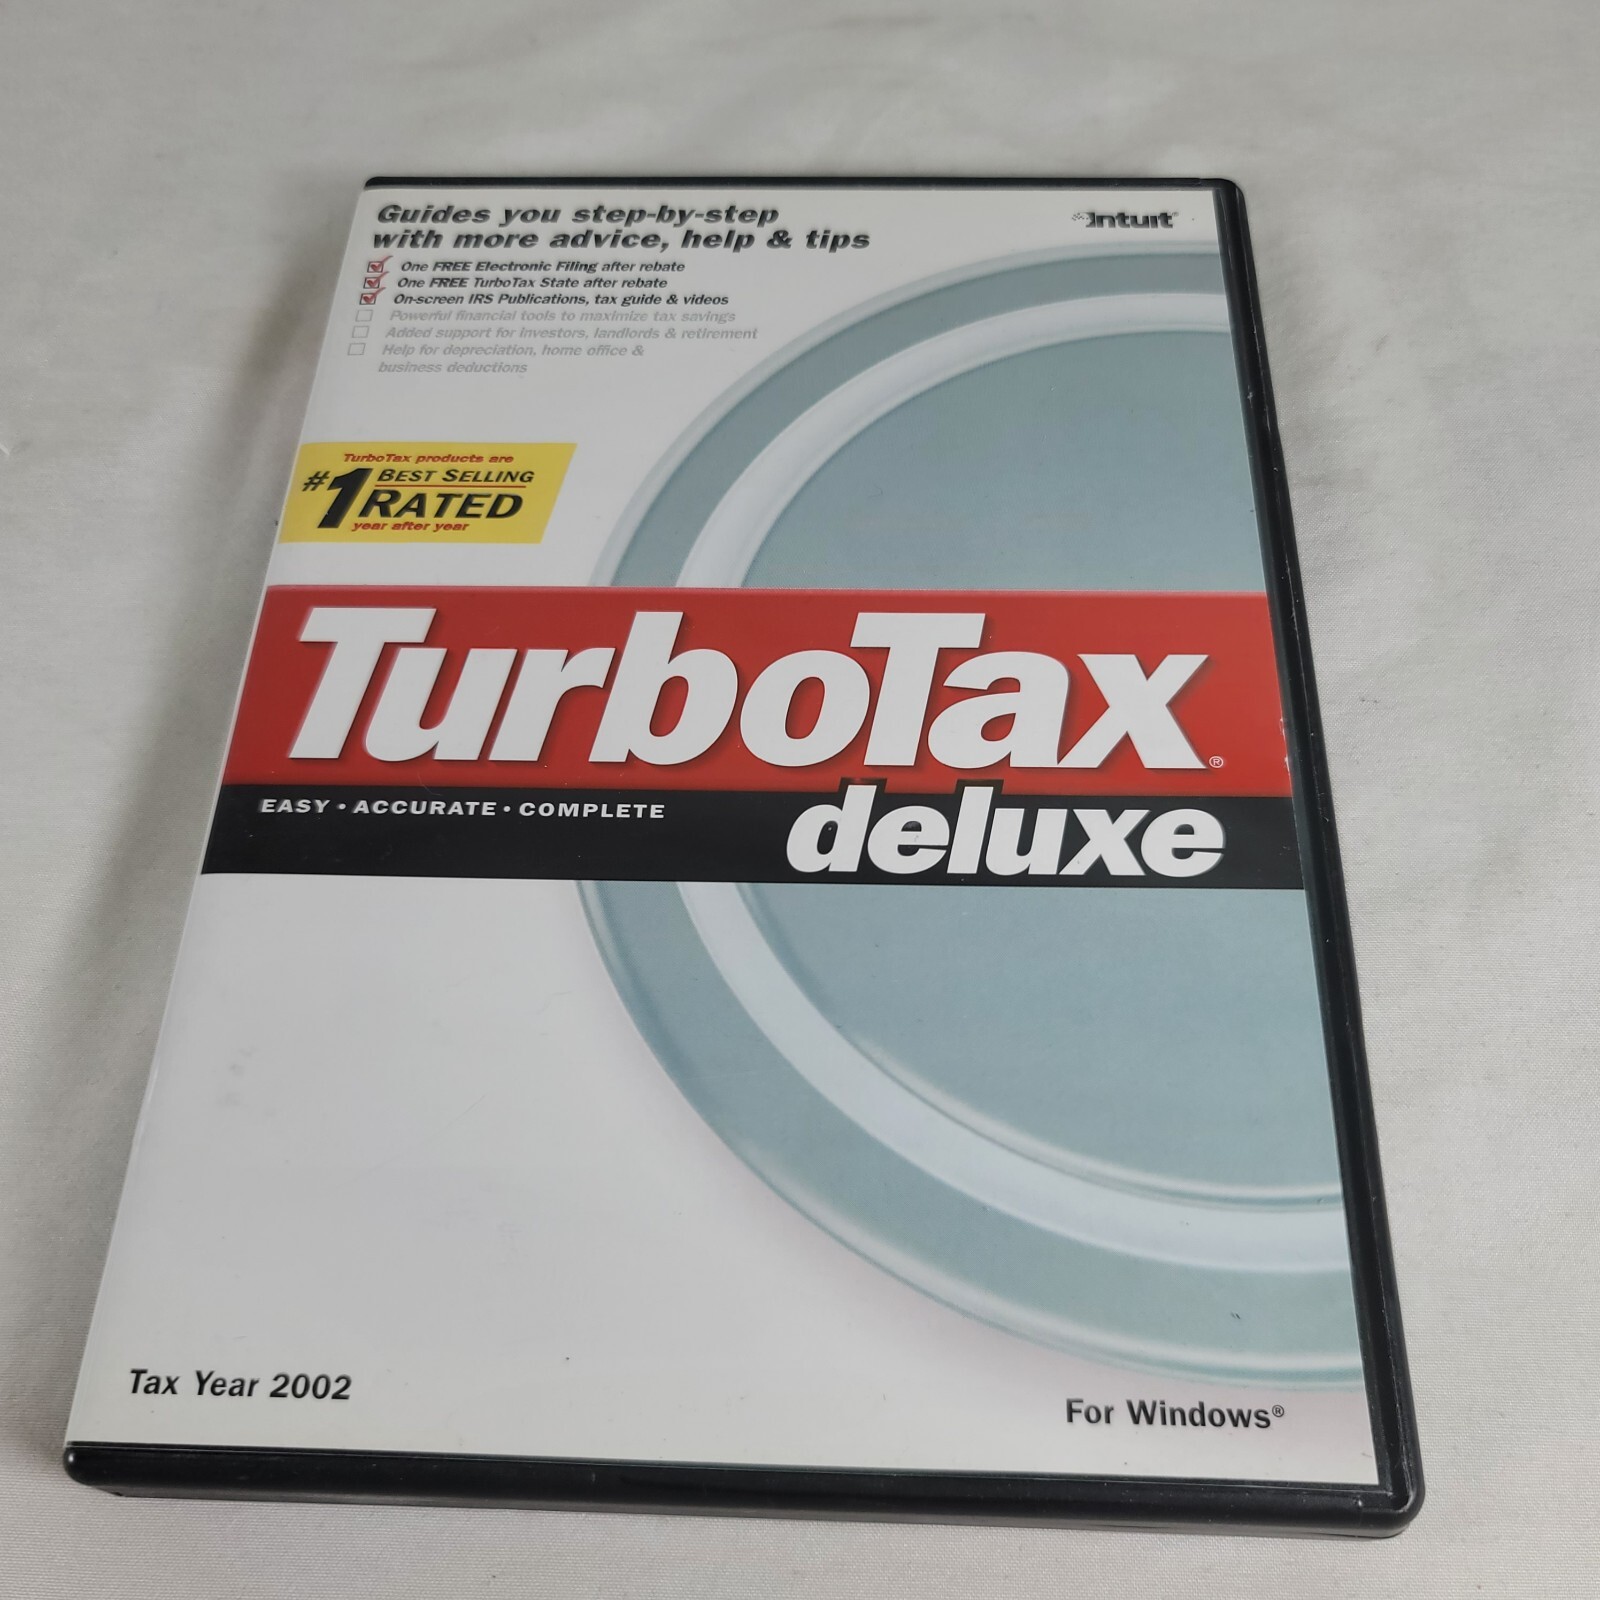 Guides you step-by-step
with more advice, help & tips
intuit®
One FREE Electronic Filing after rebate
One FREE TurboTax State after rebate
On-screen IRS Publications, tax guide & videos
Powerful financial tools to maximize tax savings
Added support for investors, landlords & retirement
Help for depreciation, home office &
business deductions
TurboTax products are
#1 BEST SELLING
RATED
year after year
TurboTax®
EASY • ACCURATE • COMPLETE
deluxe
Tax Year 2002
For Windows®